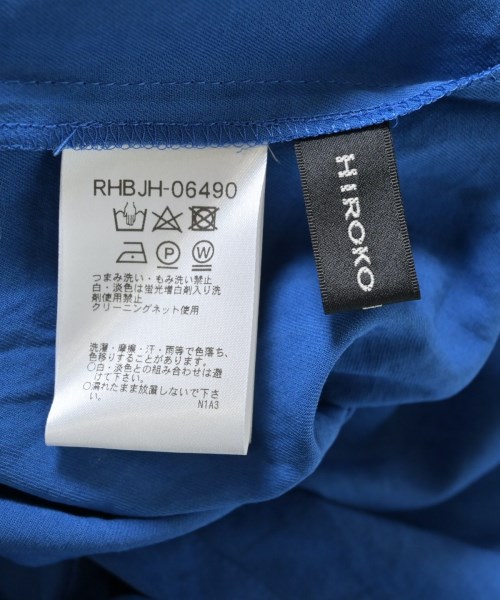 RHBJH-06490
P W
つまみ洗い・もみ洗い禁止
白・淡色は蛍光増白剤入り洗
剤使用禁止
クリーニングネット使用
洗濯・摩擦・汗・雨等で色落ち、
色移りすることがあります。
○白・淡色との組み合わせは避
けて下さい。
○濡れたまま放置しないで下さ
い。
N1A3
HIROKO